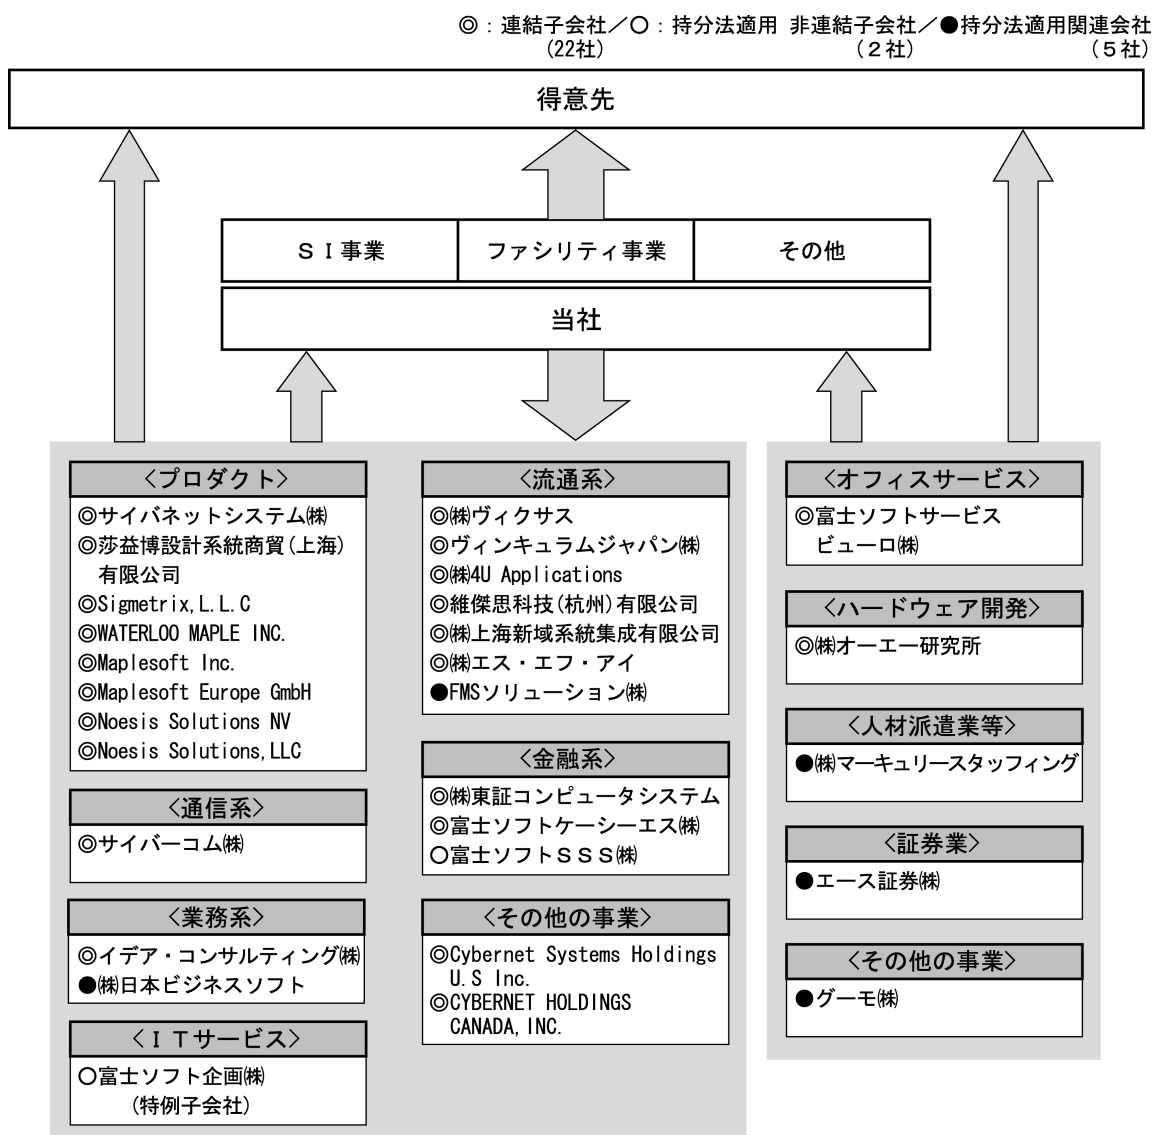 ◎：連結子会社／○：持分法適用 非連結子会社／●持分法適用関連会社
(22社)
(２社)
(５社)
得意先
ＳＩ事業
ファシリティ事業
その他
当社
＜プロダクト＞
◎サイバネットシステム㈱
◎莎益博設計系統商貿(上海)
有限公司
◎Sigmetrix,L.L.C
◎WATERLOO MAPLE INC.
◎Maplesoft Inc.
◎Maplesoft Europe GmbH
◎Noesis Solutions NV
◎Noesis Solutions,LLC
＜通信系＞
◎サイバーコム㈱
＜業務系＞
◎イデア・コンサルティング㈱
●㈱日本ビジネスソフト
＜ＩＴサービス＞
○富士ソフト企画㈱
(特例子会社)
＜流通系＞
◎㈱ヴィクサス
◎ヴィンキュラムジャパン㈱
◎㈱4U Applications
◎維傑思科技(杭州)有限公司
◎㈱上海新域系統集成有限公司
◎㈱エス・エフ・アイ
●FMSソリューション㈱
＜金融系＞
◎㈱東証コンピュータシステム
◎富士ソフトケーシーエス㈱
○富士ソフトＳＳＳ㈱
＜その他の事業＞
◎Cybernet Systems Holdings
U.S Inc.
◎CYBERNET HOLDINGS
CANADA,INC.
＜オフィスサービス＞
◎富士ソフトサービス
ビューロ㈱
＜ハードウェア開発＞
◎㈱オーエー研究所
＜人材派遣業等＞
●㈱マーキュリースタッフィング
＜証券業＞
●エース証券㈱
＜その他の事業＞
●グーモ㈱